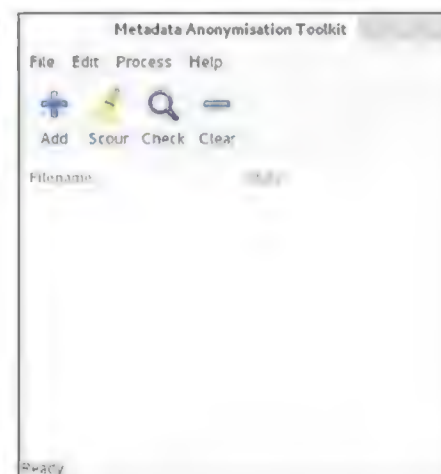 Metadata Anonymisation Toolkit
File Edit Process Help
Add Scour Check Clear
Filename
Ready